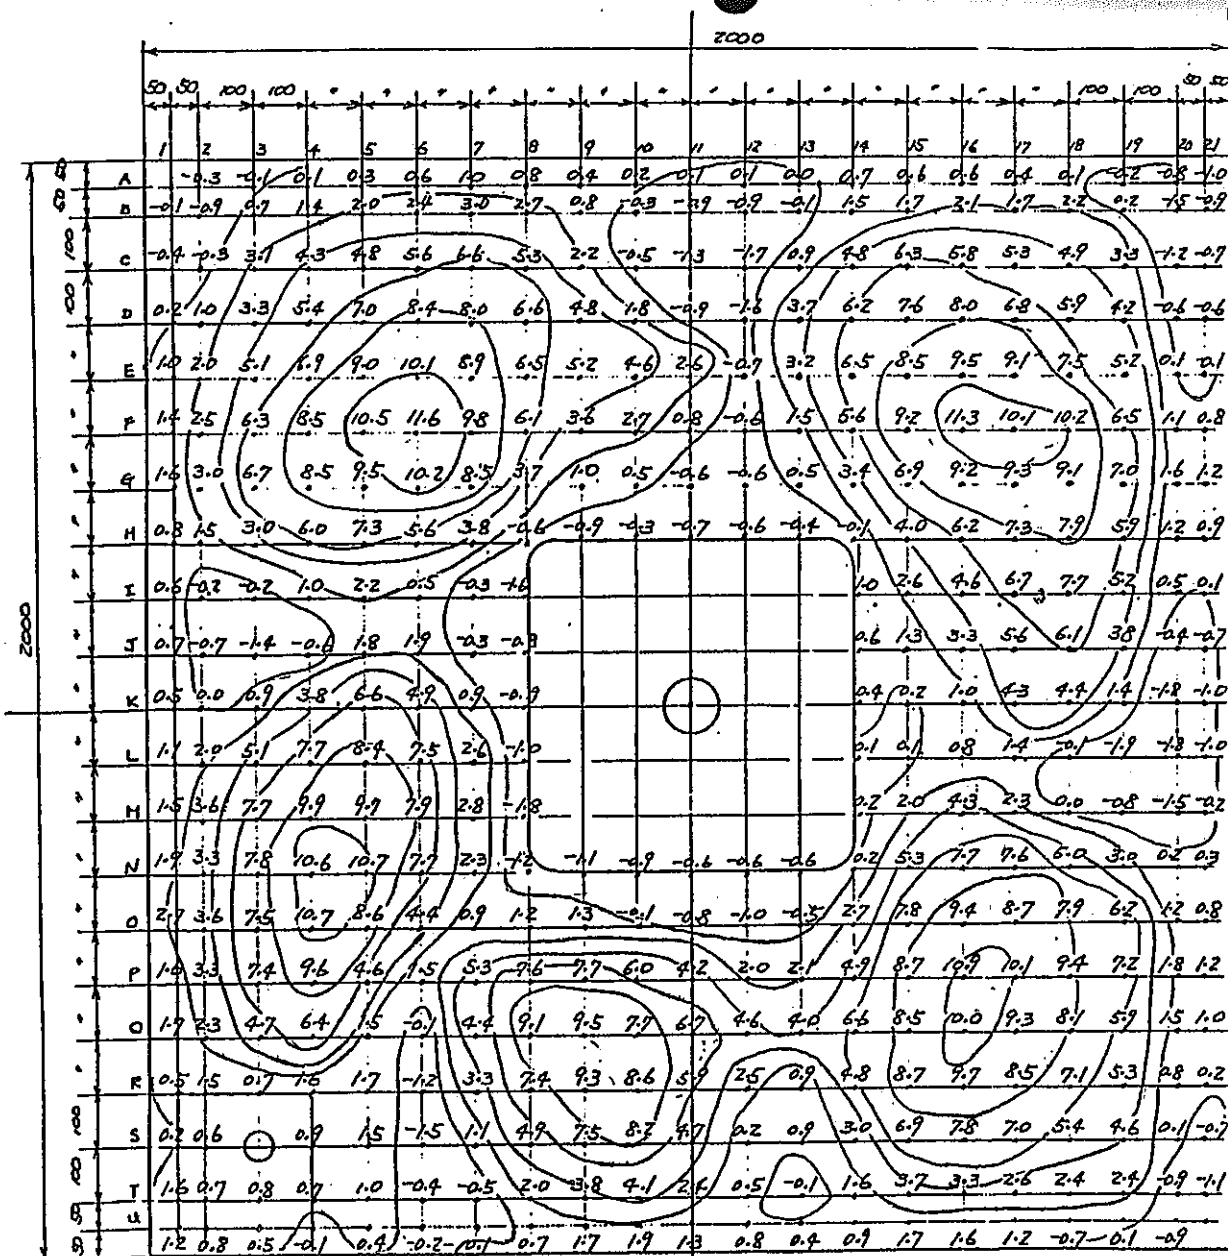 2000
50 50 100 100 " " " " " " " " " " " " " 100 100 50 50
1 2 3 4 5 6 7 8 9 10 11 12 13 14 15 16 17 18 19 20 21
50 A -0.3 -0.1 0.1 0.3 0.6 1.0 0.8 0.4 0.2 -0.1 0.1 0.0 0.7 0.6 0.6 0.4 0.1 -0.2 -0.8 -1.0
50 B -0.1 -0.9 0.7 1.4 2.0 2.4 3.0 2.7 0.8 -0.3 -0.9 -0.9 -0.1 1.5 1.7 2.1 1.7 2.2 0.2 -1.5 -0.9
100 C -0.4 -0.3 3.1 4.3 4.8 5.6 6.6 5.3 2.2 -0.5 -1.3 -1.7 0.9 4.8 6.3 5.8 5.3 4.9 3.3 -1.2 -0.7
100 D 0.2 1.0 3.3 5.4 7.0 8.4 8.0 6.6 4.8 1.8 -0.9 -1.6 3.7 6.2 7.6 8.0 6.8 5.9 4.2 -0.6 -0.6
" E 1.0 2.0 5.1 6.9 9.0 10.1 8.9 6.5 5.2 4.6 2.6 -0.7 3.2 6.5 8.5 9.5 9.1 7.5 5.2 0.1 -0.1
" F 1.4 2.5 6.3 8.5 10.5 11.6 9.8 6.1 3.6 2.7 0.8 -0.6 1.5 5.6 9.2 11.3 10.1 10.2 6.5 1.1 0.8
" G 1.6 3.0 6.7 8.5 9.5 10.2 8.5 3.7 1.0 0.5 -0.6 -0.6 0.5 3.4 6.9 9.2 9.3 9.1 7.0 1.6 1.2
" H 0.8 1.5 3.0 6.0 7.3 5.6 3.8 -0.6 -0.9 -0.3 -0.7 -0.6 -0.4 -0.1 4.0 6.2 7.3 7.9 5.9 1.2 0.9
" I 0.6 -0.2 -0.2 1.0 2.2 0.5 -0.3 -1.6 1.0 2.6 4.6 6.7 7.7 5.2 0.5 0.1
" J 0.7 -0.7 -1.4 -0.6 1.8 1.9 -0.3 -0.8 0.6 1.3 3.3 5.6 6.1 3.8 -0.4 -0.7
2000
" K 0.5 0.0 0.9 3.8 6.6 4.9 0.9 -0.9 0.4 0.2 1.0 4.3 4.4 1.4 -1.8 -1.0
" L 1.1 2.0 5.1 7.7 8.4 7.5 2.6 -1.0 0.1 0.1 0.8 1.4 -0.1 -1.9 -1.8 -1.0
" M 1.5 3.6 7.7 9.9 9.7 7.9 2.8 -1.8 0.2 2.0 4.3 2.3 0.0 -0.8 -1.5 -0.2
" N 1.9 3.3 7.8 10.6 10.7 7.7 2.3 -1.2 -1.1 -0.9 -0.6 -0.6 -0.6 0.2 5.3 7.7 7.6 6.0 3.0 0.2 0.3
" O 2.7 3.6 7.5 10.7 8.6 4.4 0.9 1.2 1.3 -0.1 -0.8 -1.0 -0.5 2.7 7.8 9.4 8.7 7.9 6.2 1.2 0.8
" P 1.6 3.3 7.4 9.6 4.6 1.5 5.3 7.6 7.7 6.0 4.2 2.0 2.1 4.9 8.7 10.9 10.1 9.4 7.2 1.8 1.2
" Q 1.7 2.3 4.7 6.4 1.5 -0.1 4.4 9.1 9.5 7.7 6.7 4.6 4.0 6.6 8.5 10.0 9.3 8.1 5.9 1.5 1.0
" R 0.5 1.5 0.7 1.6 1.7 -1.2 3.3 7.4 9.3 8.6 5.9 2.5 0.9 4.8 8.7 9.7 8.5 7.1 5.3 0.8 0.2
100 S 0.2 0.6 0.9 1.5 -1.5 1.1 4.9 7.5 8.2 4.7 0.2 0.9 3.0 6.9 7.8 7.0 5.4 4.6 0.1 -0.7
100 T 1.6 0.7 0.8 0.7 1.0 -0.4 -0.5 2.0 3.8 4.1 2.6 0.5 -0.1 1.6 3.7 3.3 2.6 2.4 2.4 -0.9 -1.1
50 U
50 1.2 0.8 0.5 -0.1 0.4 -0.2 -0.1 0.7 1.7 1.9 1.3 0.8 0.4 0.9 1.7 1.6 1.2 -0.7 0.1 -0.9